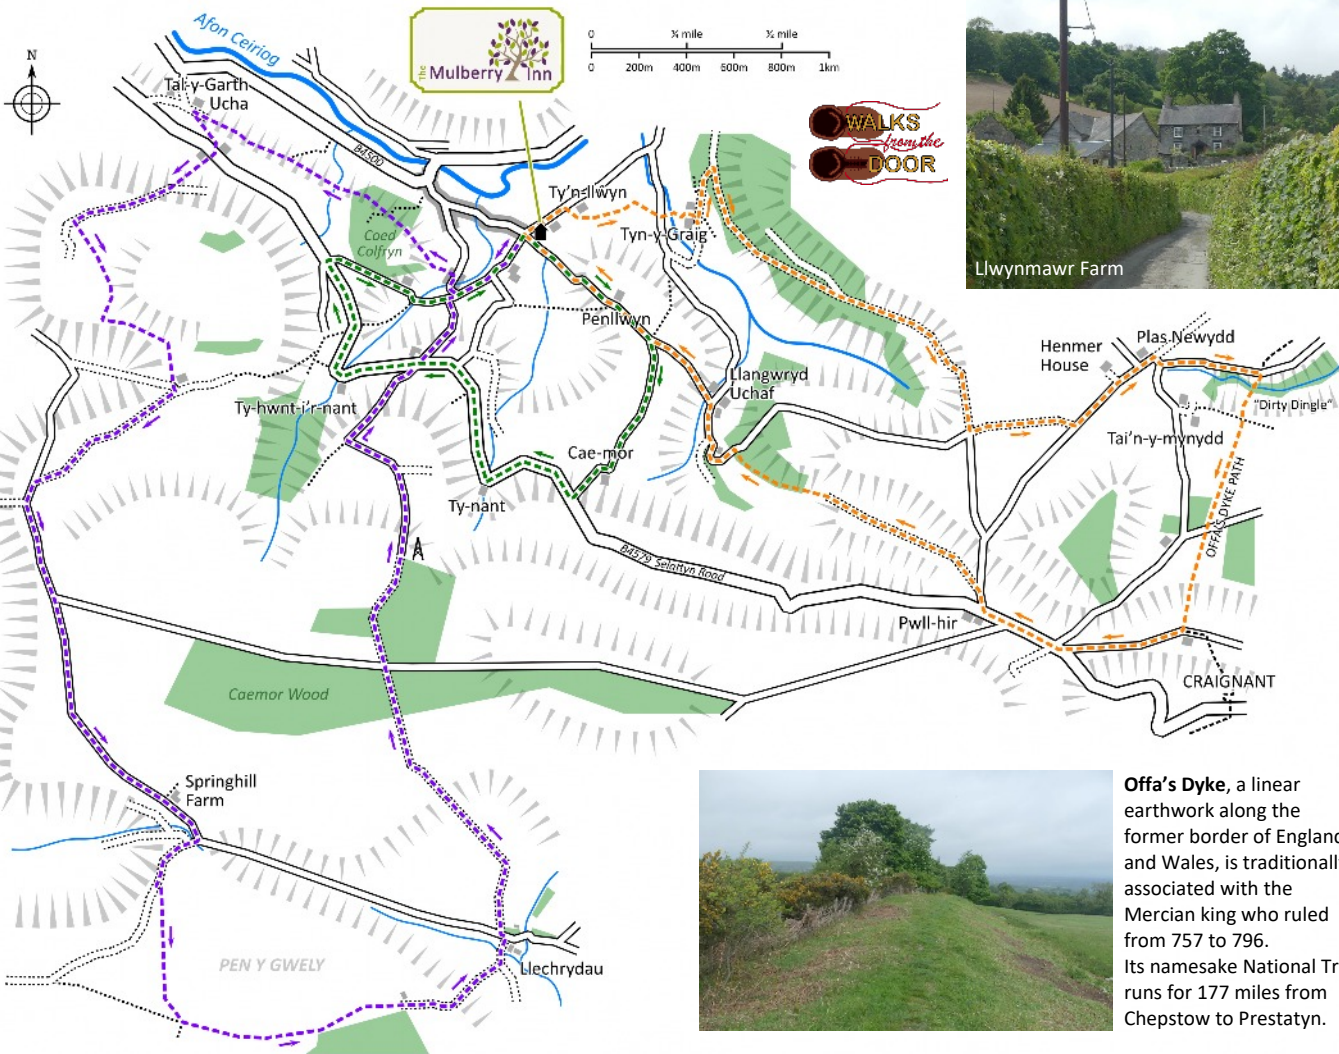 Afon Ceiriog
The Mulberry Inn
0 ¼ mile ½ mile
0 200m 400m 600m 800m 1km
N
Tal-y-Garth
Ucha
B4500
WALKS
from the
DOOR
Llwynmawr Farm
Ty'n-llwyn
Tyn-y-Graig
Coed
Colfryn
Penllwyn
Llangwryd
Uchaf
Henmer
House
Plas Newydd
"Dirty Dingle"
Tai'n-y-mynydd
Ty-hwnt-i'r-nant
Cae-mor
Ty-nant
OFFA'S DYKE PATH
B4579 Selattyn Road
Pwll-hir
CRAIGNANT
Caemor Wood
Springhill
Farm
PEN Y GWELY
Llechrydau
Offa's Dyke, a linear
earthwork along the
former border of England
and Wales, is traditionall
associated with the
Mercian king who ruled
from 757 to 796.
Its namesake National Tr
runs for 177 miles from
Chepstow to Prestatyn.